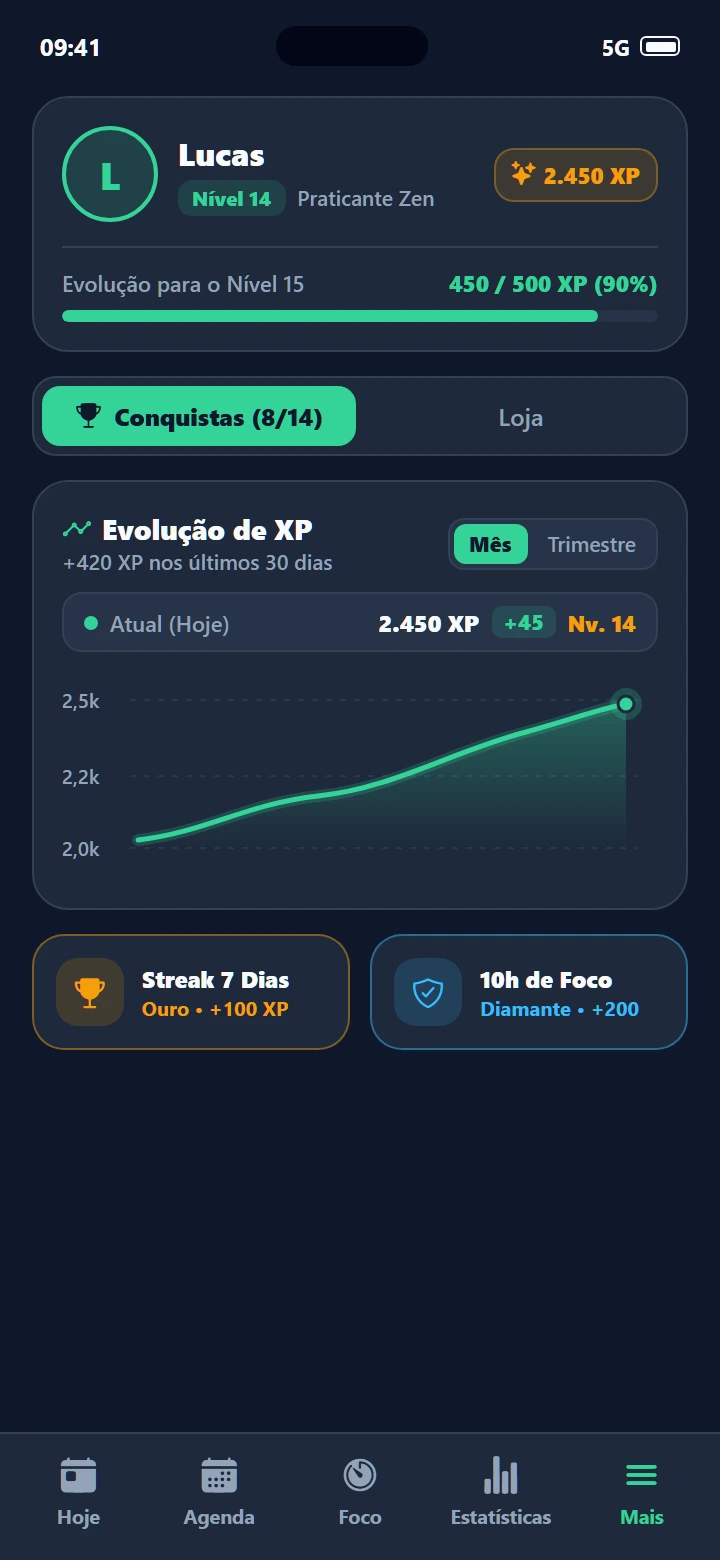 09:41
5G
L
Lucas
Nível 14 Praticante Zen
2.450 XP
Evolução para o Nível 15
450 / 500 XP (90%)
Conquistas (8/14)
Loja
Evolução de XP
+420 XP nos últimos 30 dias
Mês
Trimestre
Atual (Hoje)
2.450 XP +45 Nv. 14
2,5k
2,2k
2,0k
Streak 7 Dias
Ouro • +100 XP
10h de Foco
Diamante • +200
Hoje
Agenda
Foco
Estatísticas
Mais